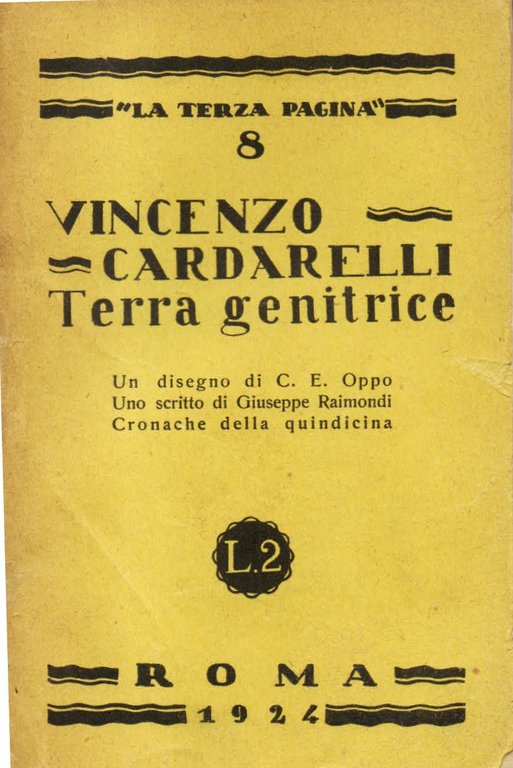 "LA TERZA PAGINA"
8
VINCENZO
CARDARELLI
Terra genitrice
Un disegno di C. E. Oppo
Uno scritto di Giuseppe Raimondi
Cronache della quindicina
L.2
ROMA
1924